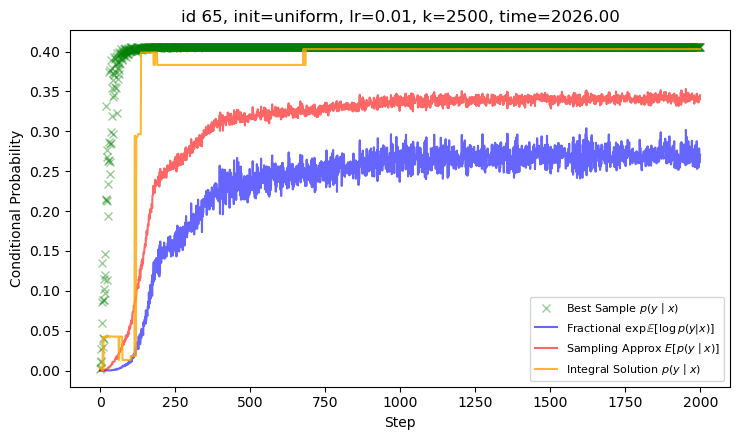 id 65, init=uniform, lr=0.01, k=2500, time=2026.00
Conditional Probability
0.40
0.35
0.30
0.25
0.20
0.15
0.10
0.05
0.00
Best Sample p(y | x)
Fractional exp𝔼[log p(y|x)]
Sampling Approx E[p(y | x)]
Integral Solution p(y | x)
0
250
500
750
1000
1250
1500
1750
2000
Step